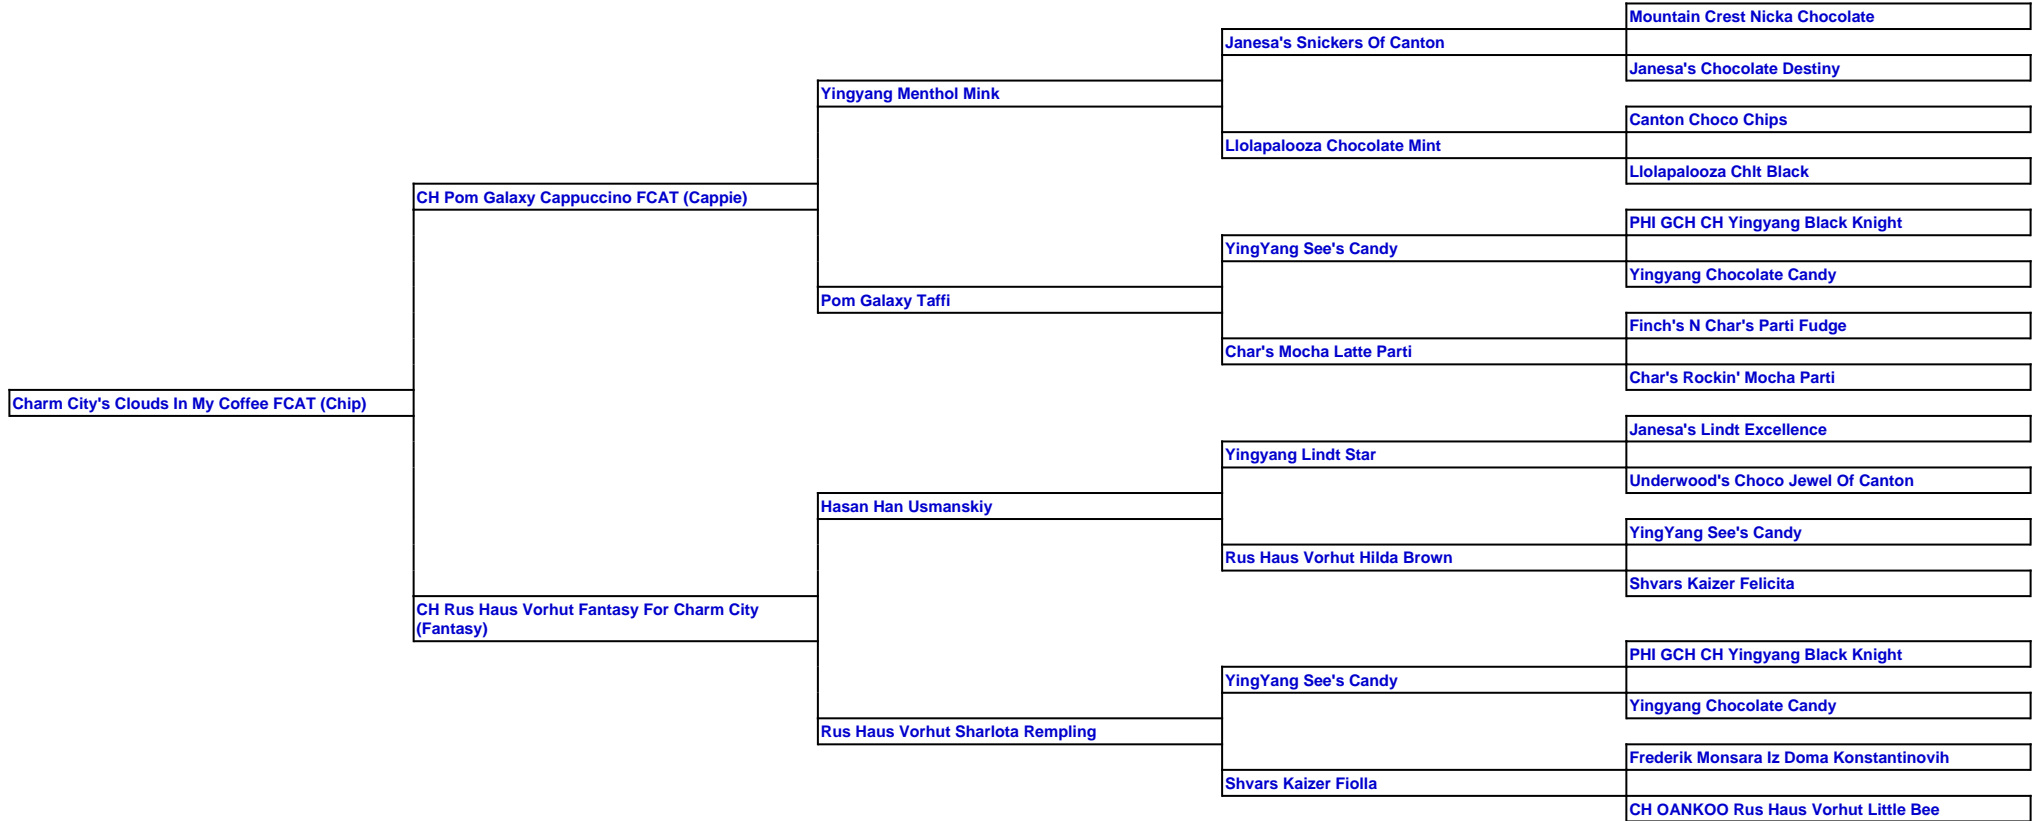 Mountain Crest Nicka Chocolate
Janesa's Snickers Of Canton
Janesa's Chocolate Destiny
Yingyang Menthol Mink
Canton Choco Chips
Llolapalooza Chocolate Mint
Llolapalooza Chlt Black
CH Pom Galaxy Cappuccino FCAT (Cappie)
PHI GCH CH Yingyang Black Knight
YingYang See's Candy
Yingyang Chocolate Candy
Pom Galaxy Taffi
Finch's N Char's Parti Fudge
Char's Mocha Latte Parti
Char's Rockin' Mocha Parti
Charm City's Clouds In My Coffee FCAT (Chip)
Janesa's Lindt Excellence
Yingyang Lindt Star
Underwood's Choco Jewel Of Canton
Hasan Han Usmanskiy
YingYang See's Candy
Rus Haus Vorhut Hilda Brown
Shvars Kaizer Felicita
CH Rus Haus Vorhut Fantasy For Charm City
(Fantasy)
PHI GCH CH Yingyang Black Knight
YingYang See's Candy
Yingyang Chocolate Candy
Rus Haus Vorhut Sharlota Rempling
Frederik Monsara Iz Doma Konstantinovih
Shvars Kaizer Fiolla
CH OANKOO Rus Haus Vorhut Little Bee